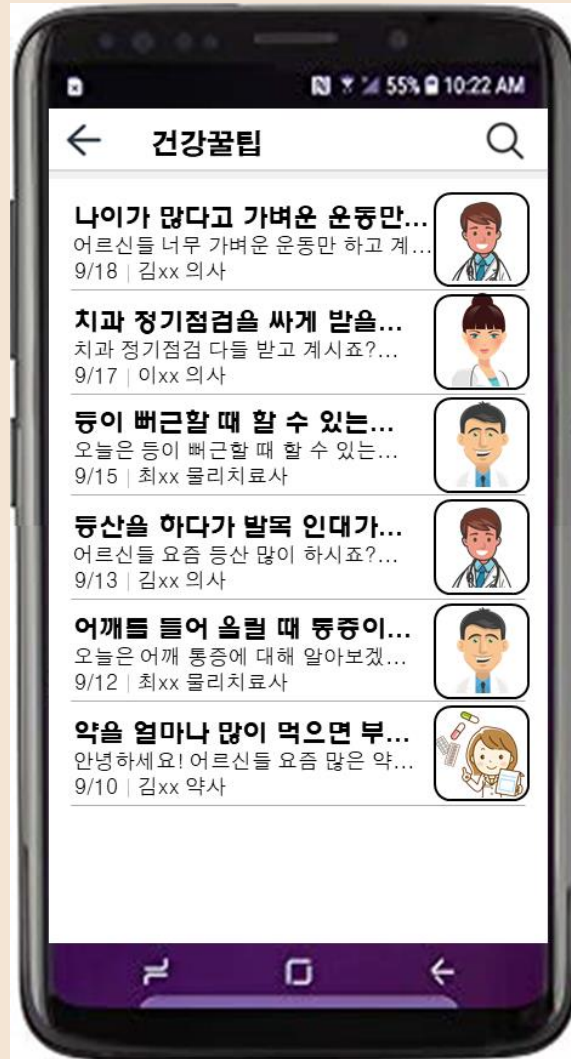 55% 10:22 AM
건강꿀팁
나이가 많다고 가벼운 운동만...
어르신들 너무 가벼운 운동만 하고 계...
9/18 | 김xx 의사
치과 정기점검을 싸게 받을...
치과 정기점검 다들 받고 계시죠?...
9/17 | 이xx 의사
등이 뻐근할 때 할 수 있는...
오늘은 등이 뻐근할 때 할 수 있는...
9/15 | 최xx 물리치료사
등산을 하다가 발목 인대가...
어르신들 요즘 등산 많이 하시죠?...
9/13 | 김xx 의사
어깨를 들어 올릴 때 통증이...
오늘은 어깨 통증에 대해 알아보겠...
9/12 | 최xx 물리치료사
약을 얼마나 많이 먹으면 부...
안녕하세요! 어르신들 요즘 많은 약...
9/10 | 김xx 약사